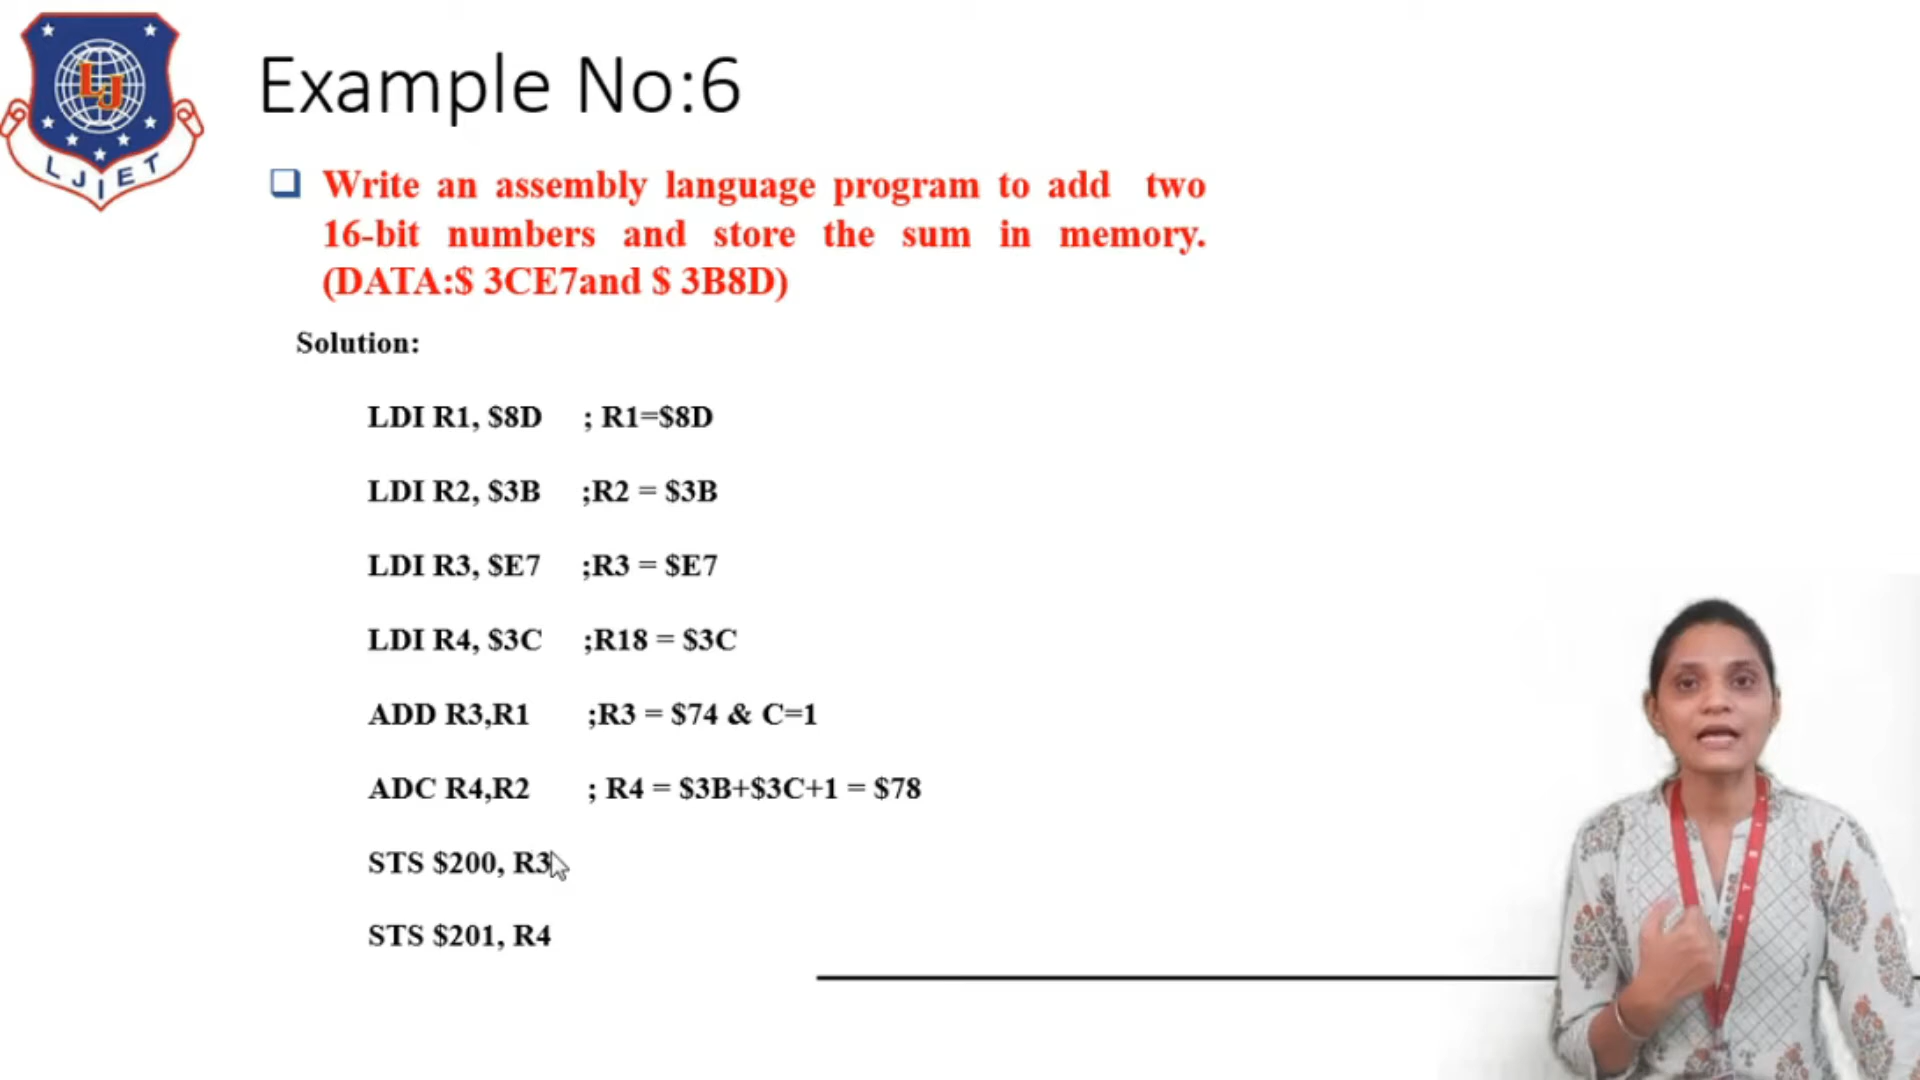 LJ
LJIET
Example No:6
Write an assembly language program to add two
16-bit numbers and store the sum in memory.
(DATA:$ 3CE7and $ 3B8D)
Solution:
LDI R1, $8D ; R1=$8D
LDI R2, $3B ;R2 = $3B
LDI R3, $E7 ;R3 = $E7
LDI R4, $3C ;R18 = $3C
ADD R3,R1 ;R3 = $74 & C=1
ADC R4,R2 ; R4 = $3B+$3C+1 = $78
STS $200, R3
STS $201, R4